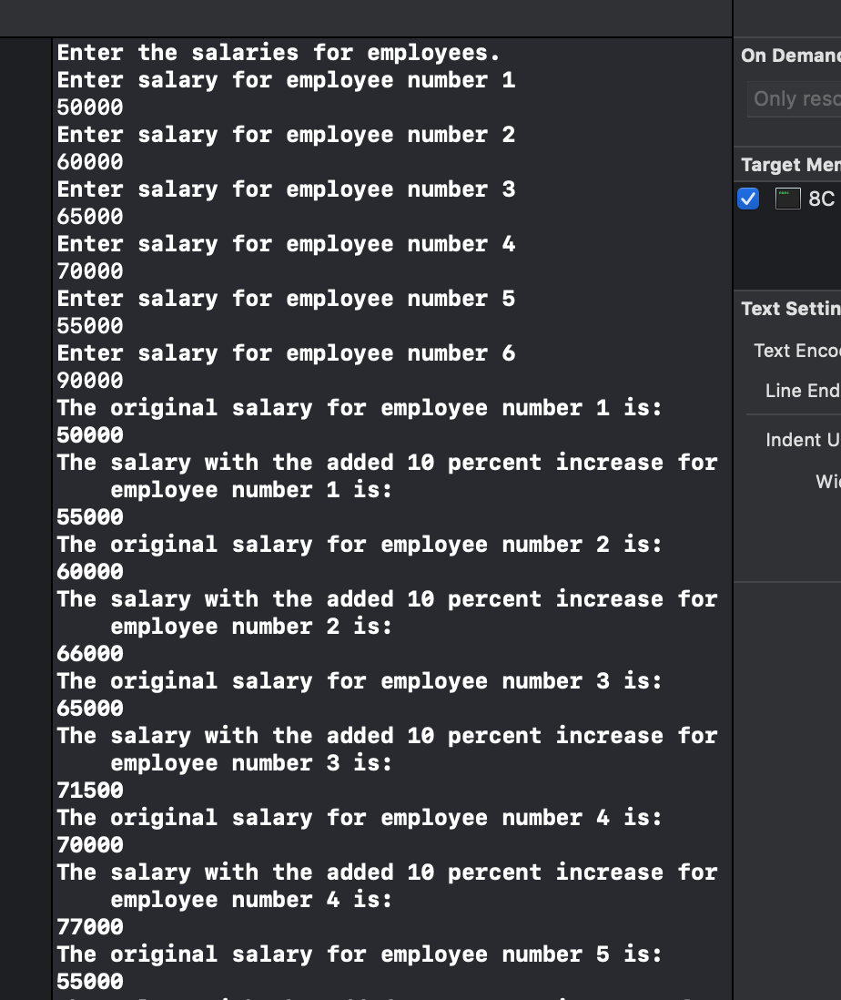 Enter the salaries for employees.
Enter salary for employee number 1
50000
Enter salary for employee number 2
60000
Enter salary for employee number 3
65000
Enter salary for employee number 4
70000
Enter salary for employee number 5
55000
Enter salary for employee number 6
90000
The original salary for employee number 1 is:
50000
The salary with the added 10 percent increase for
employee number 1 is:
55000
The original salary for employee number 2 is:
60000
The salary with the added 10 percent increase for
employee number 2 is:
66000
The original salary for employee number 3 is:
65000
The salary with the added 10 percent increase for
employee number 3 is:
71500
The original salary for employee number 4 is:
70000
The salary with the added 10 percent increase for
employee number 4 is:
77000
The original salary for employee number 5 is:
55000
On Deman
Only reso
Target Mem
8C
Text Settin
Text Enco
Line End
Indent U
Wi